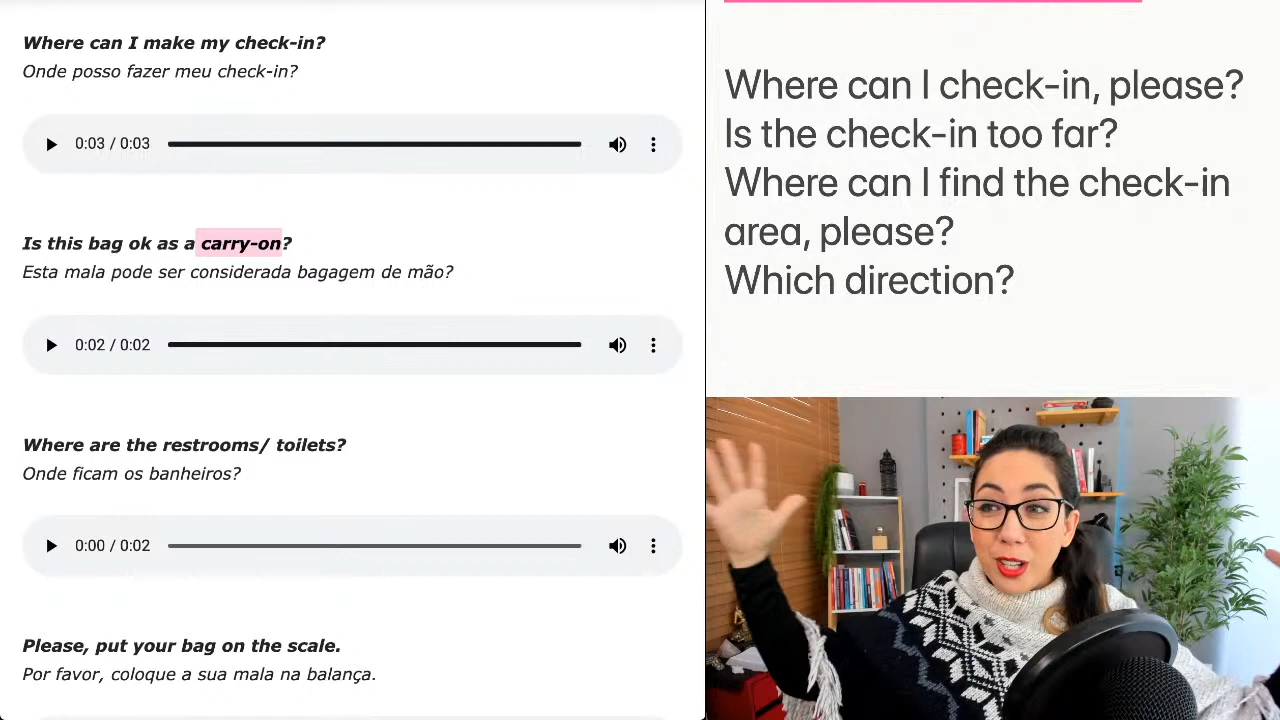 Where can I make my check-in?
Onde posso fazer meu check-in?
0:03 / 0:03
Is this bag ok as a carry-on?
Esta mala pode ser considerada bagagem de mão?
0:02 / 0:02
Where are the restrooms/ toilets?
Onde ficam os banheiros?
0:00 / 0:02
Please, put your bag on the scale.
Por favor, coloque a sua mala na balança.
Where can I check-in, please?
Is the check-in too far?
Where can I find the check-in
area, please?
Which direction?